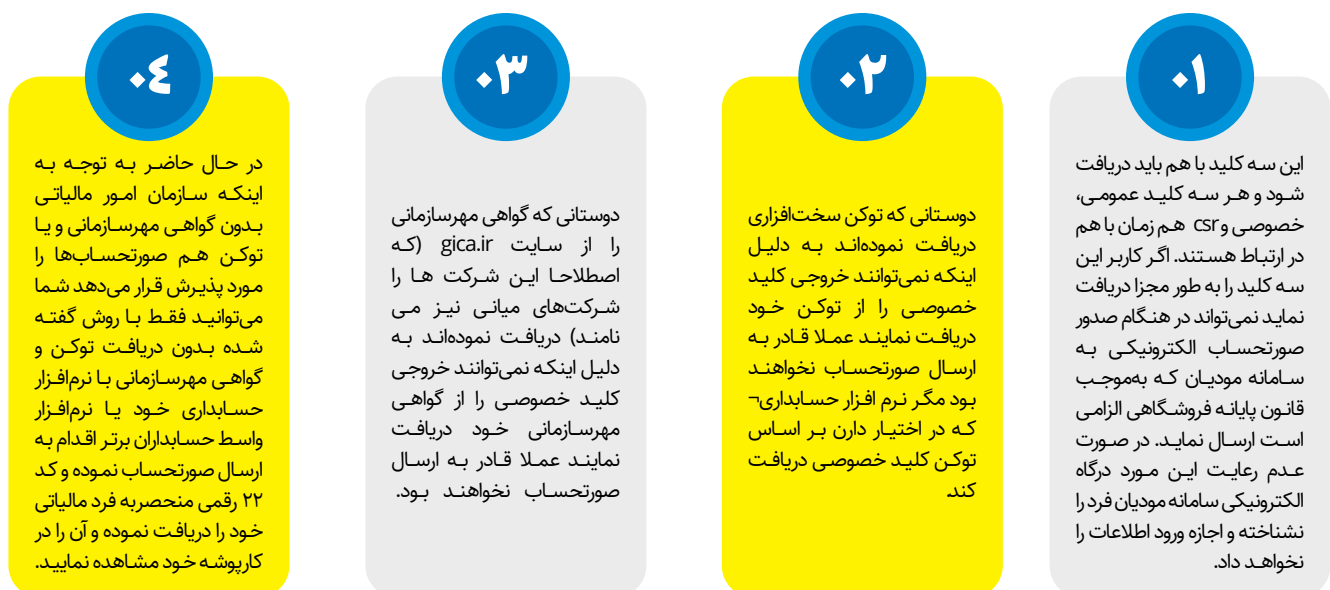 ۰۱
این سه کلید با هم باید دریافت
شود و هر سه کلید عمومی،
خصوصی و csr هم زمان با هم
در ارتباط هستند. اگر کاربر این
سه کلید را به طور مجزا دریافت
نماید نمی‌تواند در هنگام صدور
صورتحساب الکترونیکی به
سامانه مودیان که به‌موجب
قانون پایانه فروشگاهی الزامی
است ارسال نماید. در صورت
عدم رعایت این مورد درگاه
الکترونیکی سامانه مودیان فرد را
نشناخته و اجازه ورود اطلاعات را
نخواهد داد.
۰۲
دوستانی که توکن سخت‌افزاری
دریافت نموده‌اند به دلیل
اینکه نمی‌توانند خروجی کلید
خصوصی را از توکن خود
دریافت نمایند عملا قادر به
ارسال صورتحساب نخواهند
بود مگر نرم افزار حسابداری¬
که در اختیار دارن بر اساس
توکن کلید خصوصی دریافت
کند.
۰۳
دوستانی که گواهی مهرسازمانی
را از سایت gica.ir (که
اصطلاحا این شرکت ها را
شرکت‌های میانی نیز می
نامند) دریافت نموده‌اند به
دلیل اینکه نمی‌توانند خروجی
کلید خصوصی را از گواهی
مهرسازمانی خود دریافت
نمایند عملا قادر به ارسال
صورتحساب نخواهند بود.
۰٤
در حال حاضر به توجه به
اینکه سازمان امور مالیاتی
بدون گواهی مهرسازمانی و یا
توکن هم صورتحساب‌ها را
مورد پذیرش قرار می‌دهد شما
می‌توانید فقط با روش گفته
شده بدون دریافت توکن و
گواهی مهرسازمانی با نرم‌افزار
حسابداری خود یا نرم‌افزار
واسط حسابداران برتر اقدام به
ارسال صورتحساب نموده و کد
۲۲ رقمی منحصربه فرد مالیاتی
خود را دریافت نموده و آن را در
کارپوشه خود مشاهده نمایید.